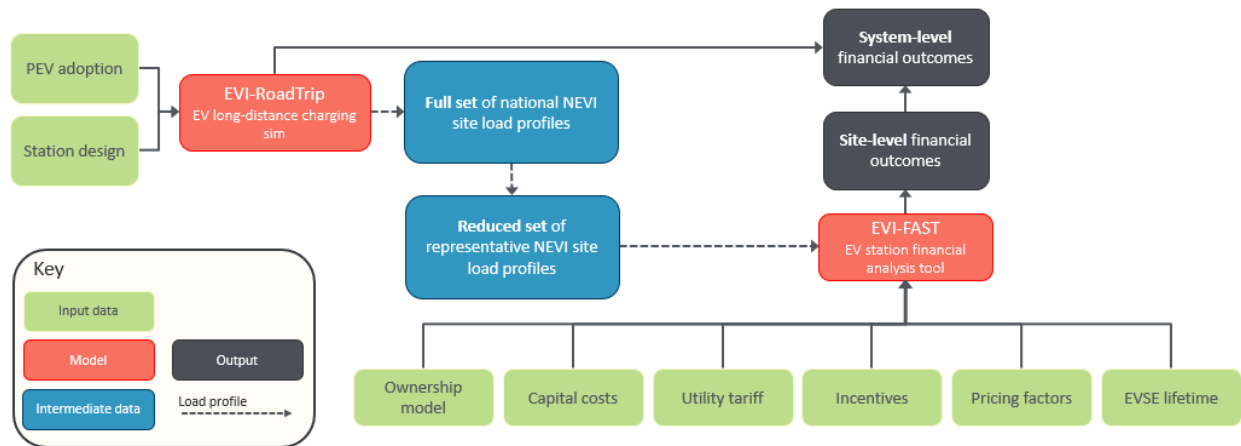 PEV adoption
Station design
EVI-RoadTrip
EV long-distance charging
sim
Full set of national NEVI
site load profiles
System-level
financial outcomes
Site-level financial
outcomes
Reduced set of
representative NEVI site
load profiles
EVI-FAST
EV station financial
analysis tool
Key
Input data
Model
Output
Intermediate data
Load profile
Ownership
model
Capital costs
Utility tariff
Incentives
Pricing factors
EVSE lifetime